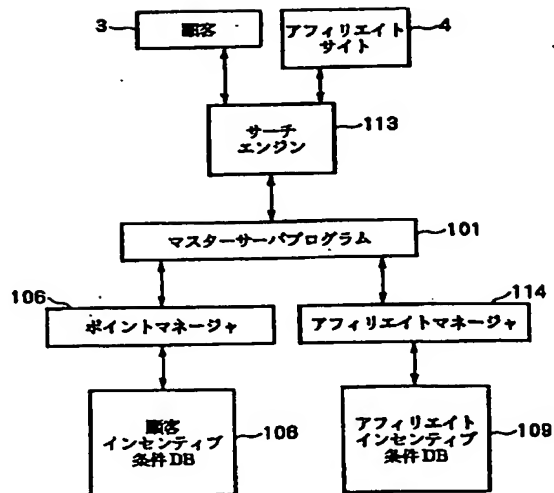 3
顧客
アフィリエイト
サイト
4
サーチ
エンジン
113
マスターサーバプログラム
101
106
ポイントマネージャ
114
アフィリエイトマネージャ
顧客
インセンティブ
条件DB
108
アフィリエイト
インセンティブ
条件DB
109